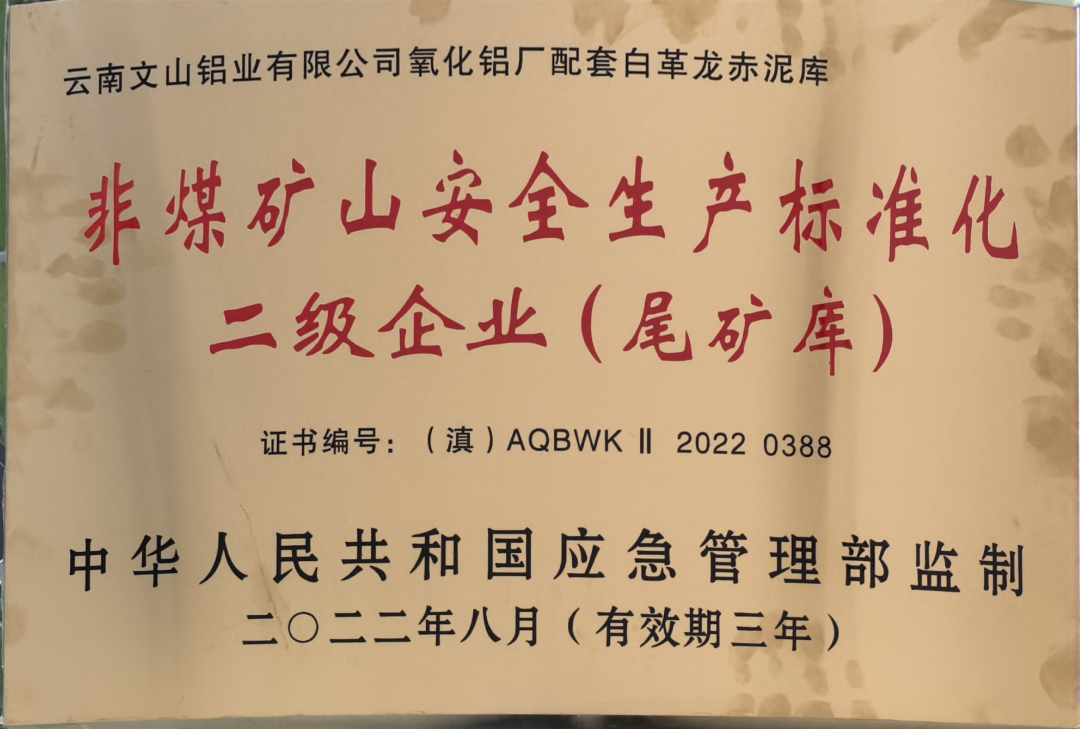 云南文山铝业有限公司氧化铝厂配套白革龙赤泥库
非煤矿山安全生产标准化
二级企业(尾矿库)
证书编号:(滇)AQBWK Ⅱ 2022 0388
中华人民共和国应急管理部监制
二〇二二年八月(有效期三年)